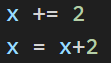 x += 2
x = x+2